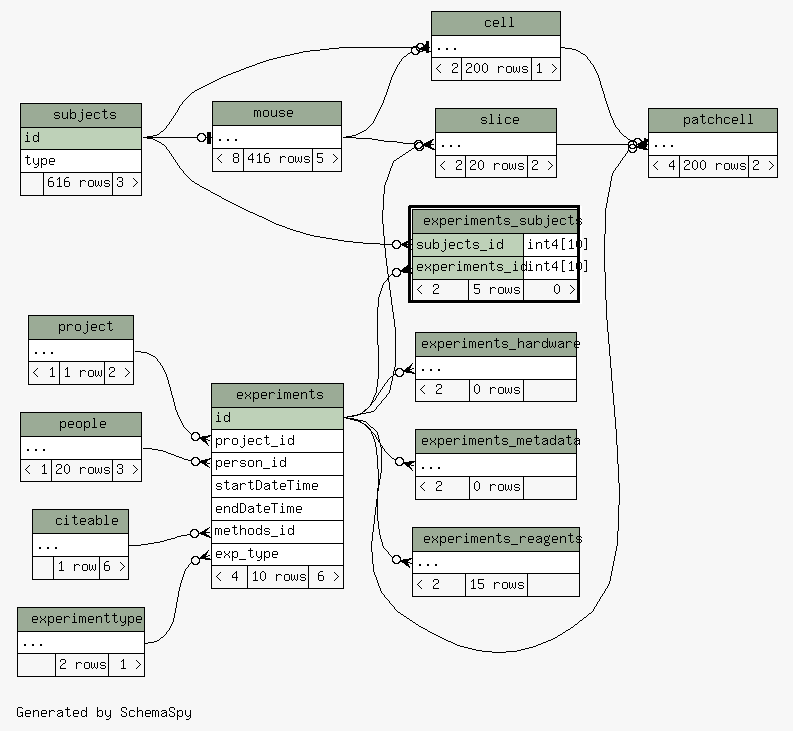 cell
...
< 2 200 rows 1 >
subjects
id
type
616 rows 3 >
mouse
...
< 8 416 rows 5 >
slice
...
< 2 20 rows 2 >
patchcell
...
< 4 200 rows 2 >
experiments_subjects
subjects_id int4[10]
experiments_id int4[10]
< 2 5 rows 0 >
project
...
< 1 1 row 2 >
experiments_hardware
...
< 2 0 rows
people
...
< 1 20 rows 3 >
experiments
id
project_id
person_id
startDateTime
endDateTime
methods_id
exp_type
< 4 10 rows 6 >
experiments_metadata
...
< 2 0 rows
citeable
...
1 row 6 >
experiments_reagents
...
< 2 15 rows
experimenttype
...
2 rows 1 >
Generated by SchemaSpy